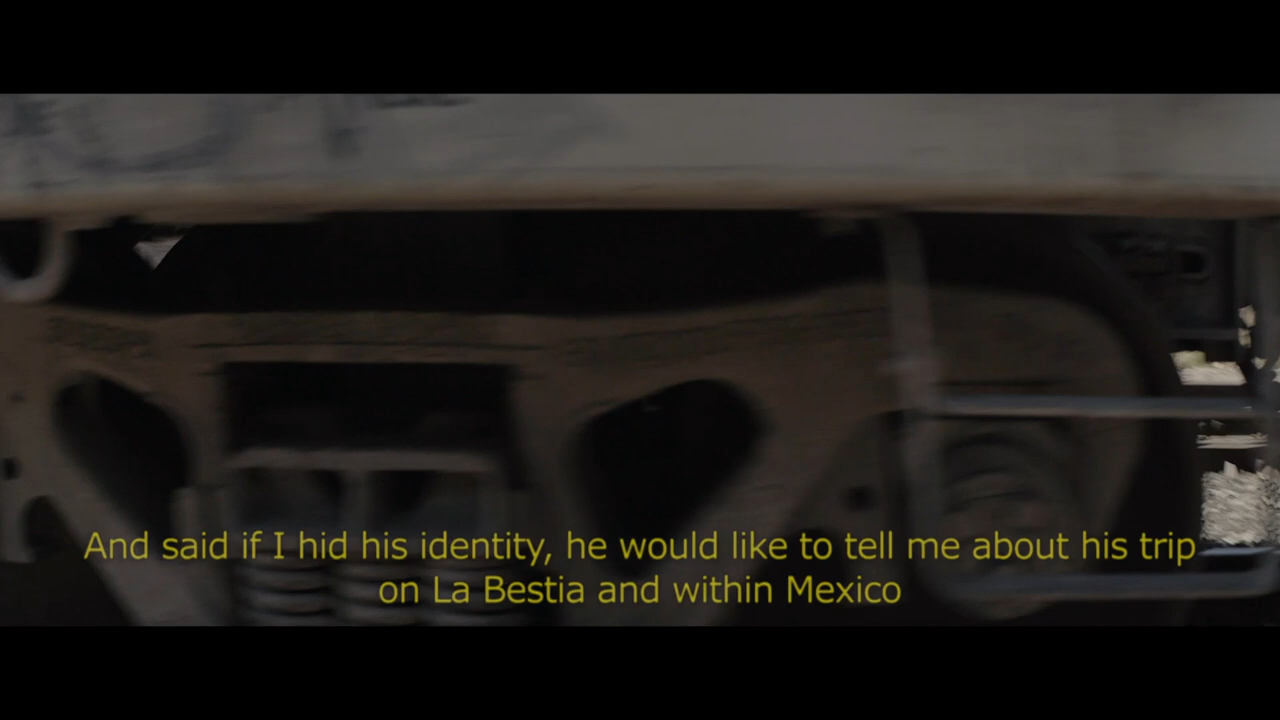 And said if I hid his identity, he would like to tell me about his trip
on La Bestia and within Mexico